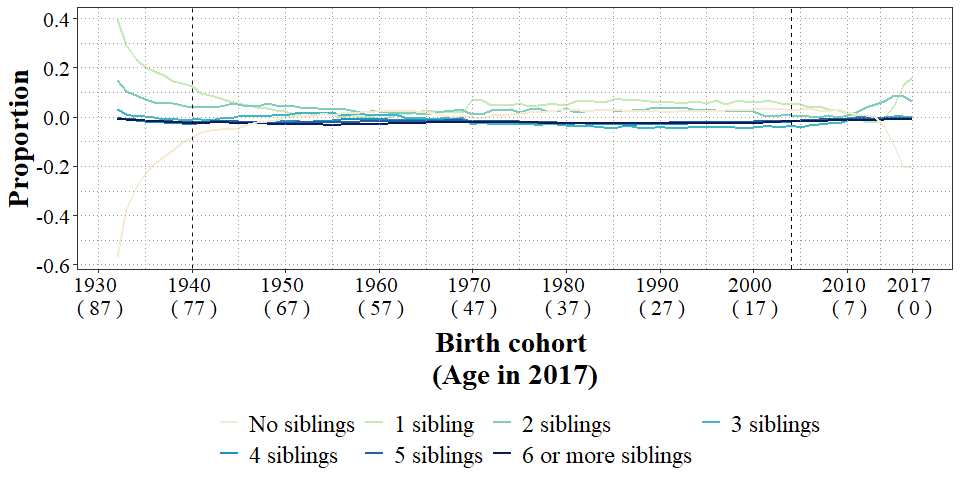 Proportion
0.4
0.2
0.0
-0.2
-0.4
-0.6
1930 1940 1950 1960 1970 1980 1990 2000 2010 2017
( 87 ) ( 77 ) ( 67 ) ( 57 ) ( 47 ) ( 37 ) ( 27 ) ( 17 ) ( 7 ) ( 0 )
Birth cohort
(Age in 2017)
No siblings 1 sibling 2 siblings 3 siblings
4 siblings 5 siblings 6 or more siblings